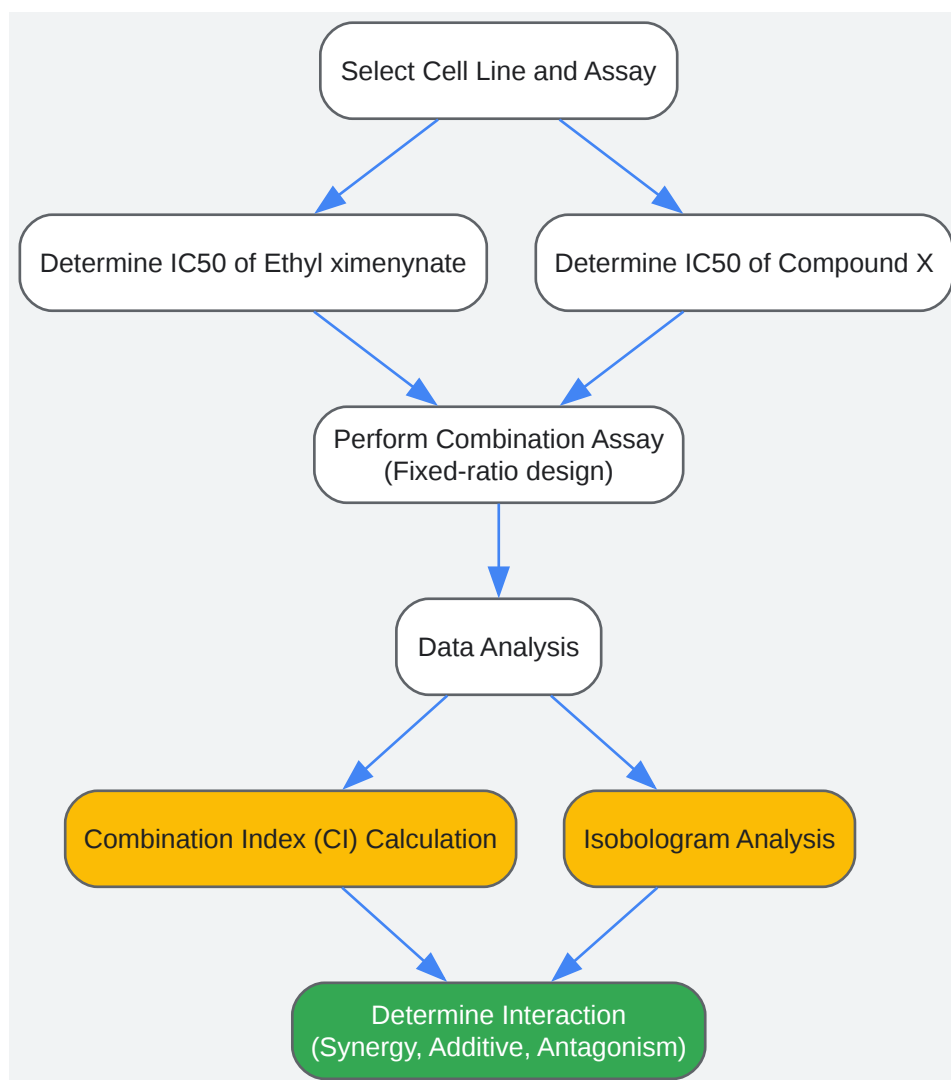 Select Cell Line and Assay
Determine IC50 of Ethyl ximenynate
Determine IC50 of Compound X
Perform Combination Assay
(Fixed-ratio design)
Data Analysis
Combination Index (CI) Calculation
Isobologram Analysis
Determine Interaction
(Synergy, Additive, Antagonism)